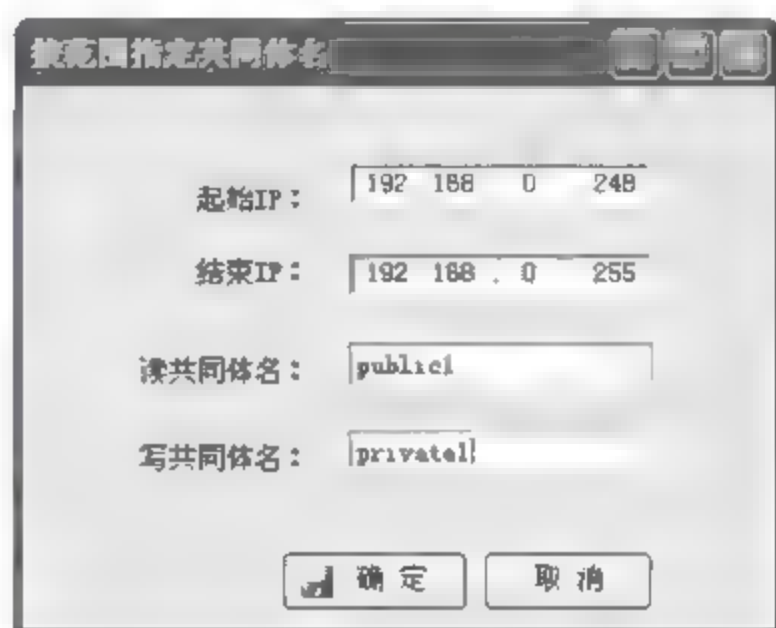 按范围指定共同体名
起始IP： 192 168 0 248
结束IP： 192 168 . 0 255
读共同体名： public1
写共同体名： private1
确 定 取 消